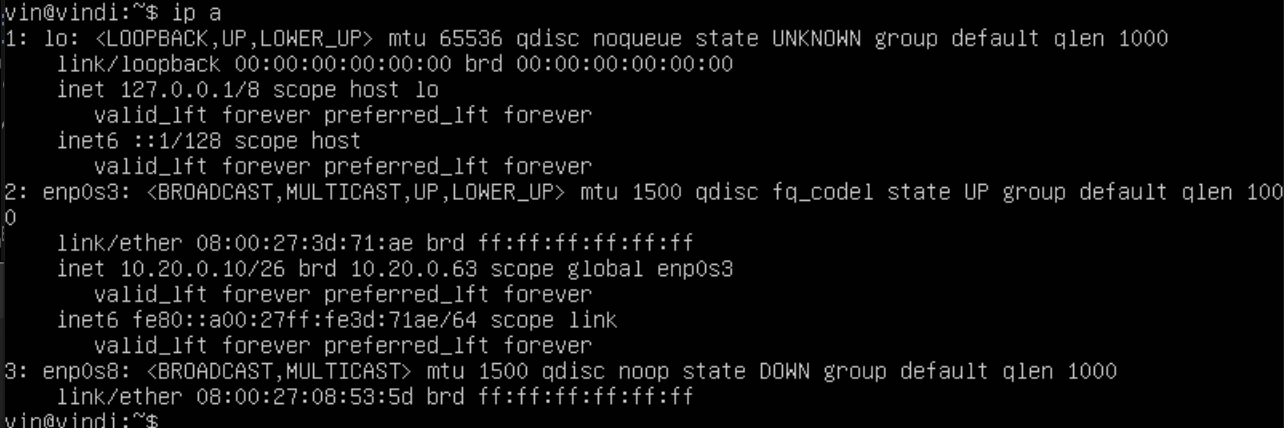 vin@vindi:~$ ip a
1: lo: <LOOPBACK,UP,LOWER_UP> mtu 65536 qdisc noqueue state UNKNOWN group default qlen 1000
    link/loopback 00:00:00:00:00:00 brd 00:00:00:00:00:00
    inet 127.0.0.1/8 scope host lo
       valid_lft forever preferred_lft forever
    inet6 ::1/128 scope host
       valid_lft forever preferred_lft forever
2: enp0s3: <BROADCAST,MULTICAST,UP,LOWER_UP> mtu 1500 qdisc fq_codel state UP group default qlen 100
0
    link/ether 08:00:27:3d:71:ae brd ff:ff:ff:ff:ff:ff
    inet 10.20.0.10/26 brd 10.20.0.63 scope global enp0s3
       valid_lft forever preferred_lft forever
    inet6 fe80::a00:27ff:fe3d:71ae/64 scope link
       valid_lft forever preferred_lft forever
3: enp0s8: <BROADCAST,MULTICAST> mtu 1500 qdisc noop state DOWN group default qlen 1000
    link/ether 08:00:27:08:53:5d brd ff:ff:ff:ff:ff:ff
vin@vindi:~$